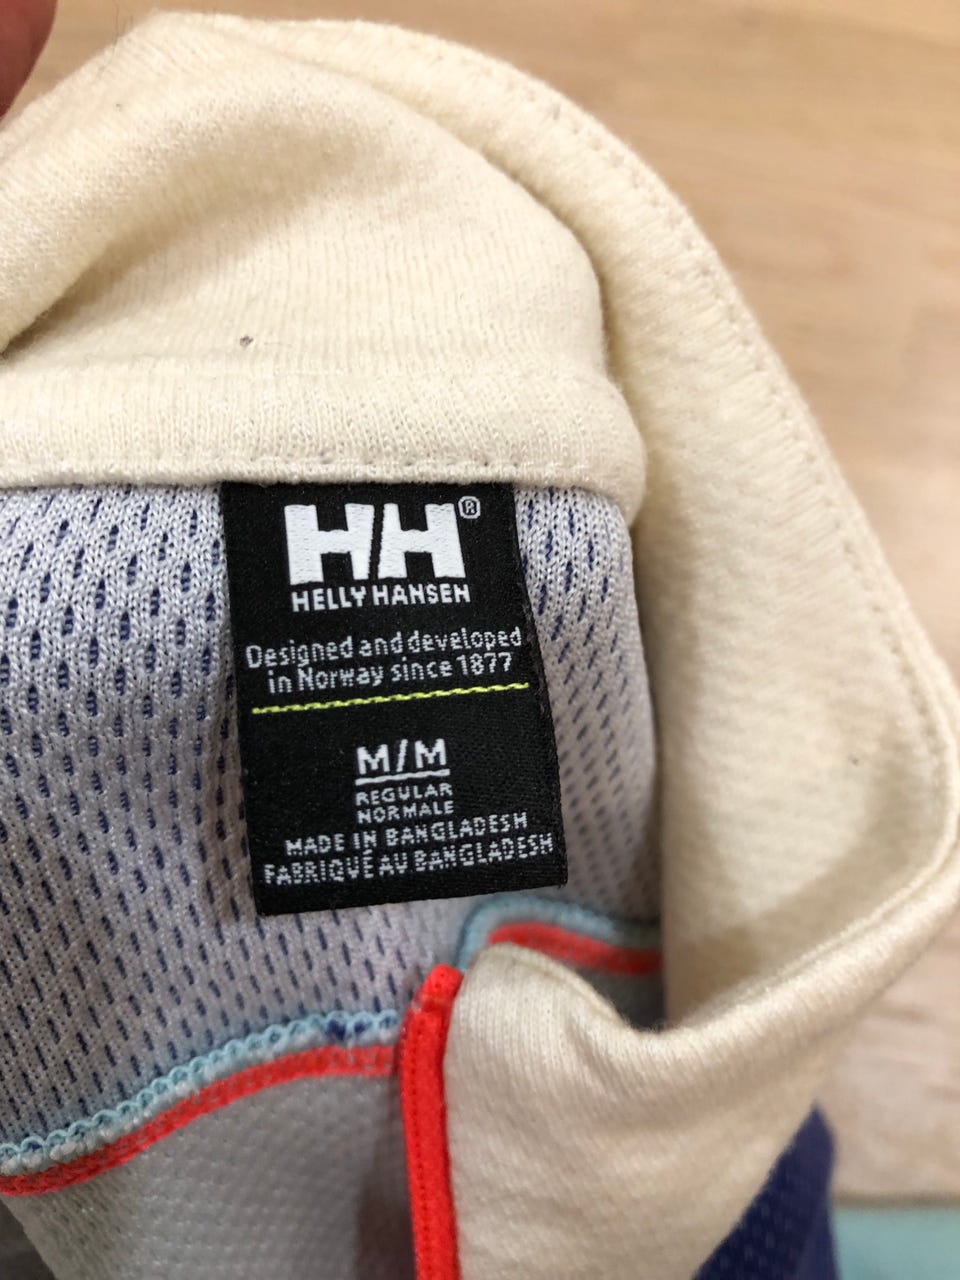 HH®
HELLY HANSEN
Designed and developed
in Norway since 1877
M/M
REGULAR
NORMALE
MADE IN BANGLADESH
FABRIQUÉ AU BANGLADESH